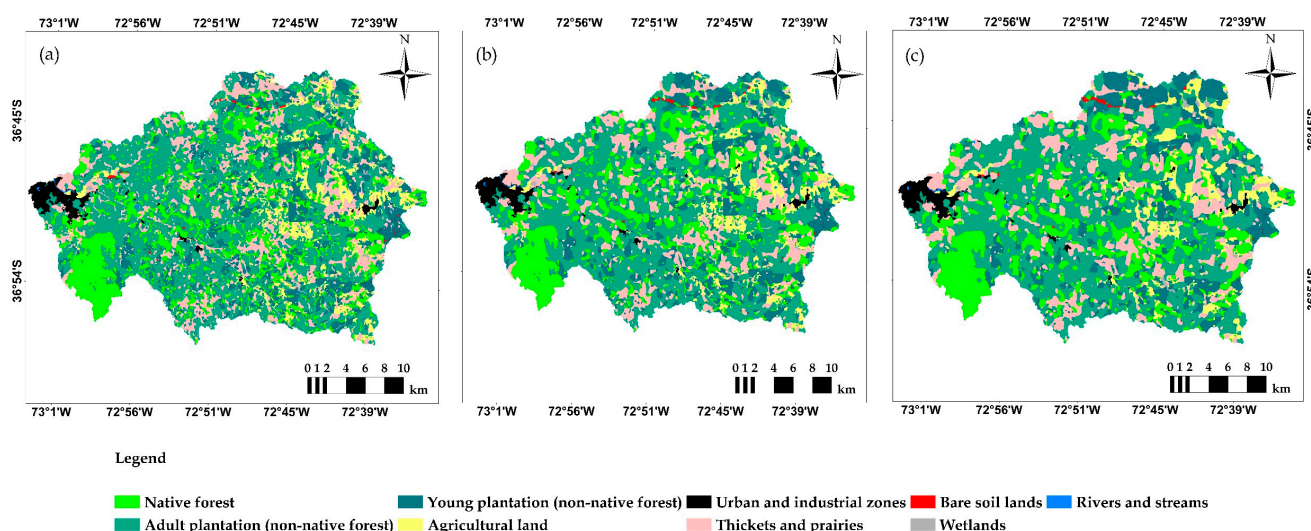 73°1'W 72°56'W 72°51'W 72°45'W 72°39'W 73°1'W 72°56'W 72°51'W 72°45'W 72°39'W 73°1'W 72°56'W 72°51'W 72°45'W 72°39'W
(a) N (b) N (c) N
36°45'S 36°45'S
36°54'S 36°54'S
0 1 2 4 6 8 10 0 1 2 4 6 8 10 0 1 2 4 6 8 10
km km km
73°1'W 72°56'W 72°51'W 72°45'W 72°39'W 73°1'W 72°56'W 72°51'W 72°45'W 72°39'W 73°1'W 72°56'W 72°51'W 72°45'W 72°39'W
Legend
Native forest Young plantation (non-native forest) Urban and industrial zones Bare soil lands Rivers and streams
Adult plantation (non-native forest) Agricultural land Thickets and prairies Wetlands